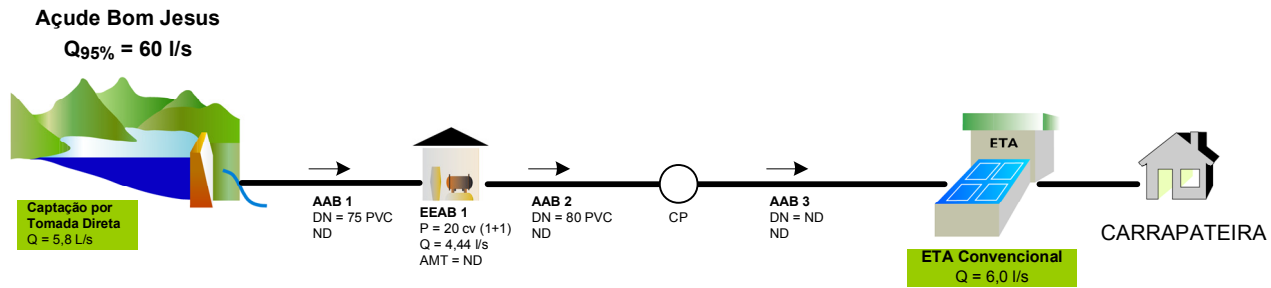 Açude Bom Jesus
Q95% = 60 l/s
Captação por
Tomada Direta
Q = 5,8 L/s
AAB 1
DN = 75 PVC
ND
EEAB 1
P = 20 cv (1+1)
Q = 4,44 l/s
AMT = ND
AAB 2
DN = 80 PVC
ND
CP
AAB 3
DN = ND
ND
ETA
ETA Convencional
Q = 6,0 l/s
CARRAPATEIRA